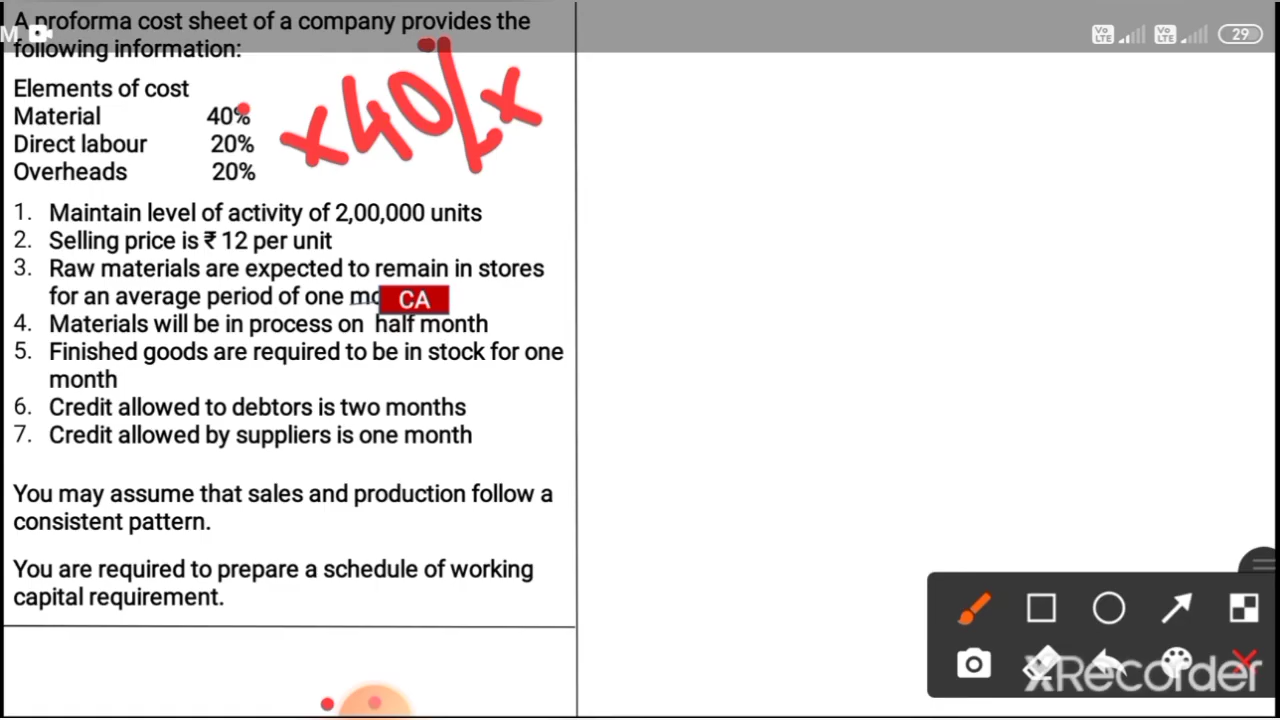 A proforma cost sheet of a company provides the
M
following information:
Vo LTE Vo LTE 29
Elements of cost
Material 40%
Direct labour 20%
Overheads 20%
x40%x
1. Maintain level of activity of 2,00,000 units
2. Selling price is ₹ 12 per unit
3. Raw materials are expected to remain in stores
for an average period of one
CA
4. Materials will be in process on half month
5. Finished goods are required to be in stock for one
month
6. Credit allowed to debtors is two months
7. Credit allowed by suppliers is one month
You may assume that sales and production follow a
consistent pattern.
You are required to prepare a schedule of working
capital requirement.
XRecorder